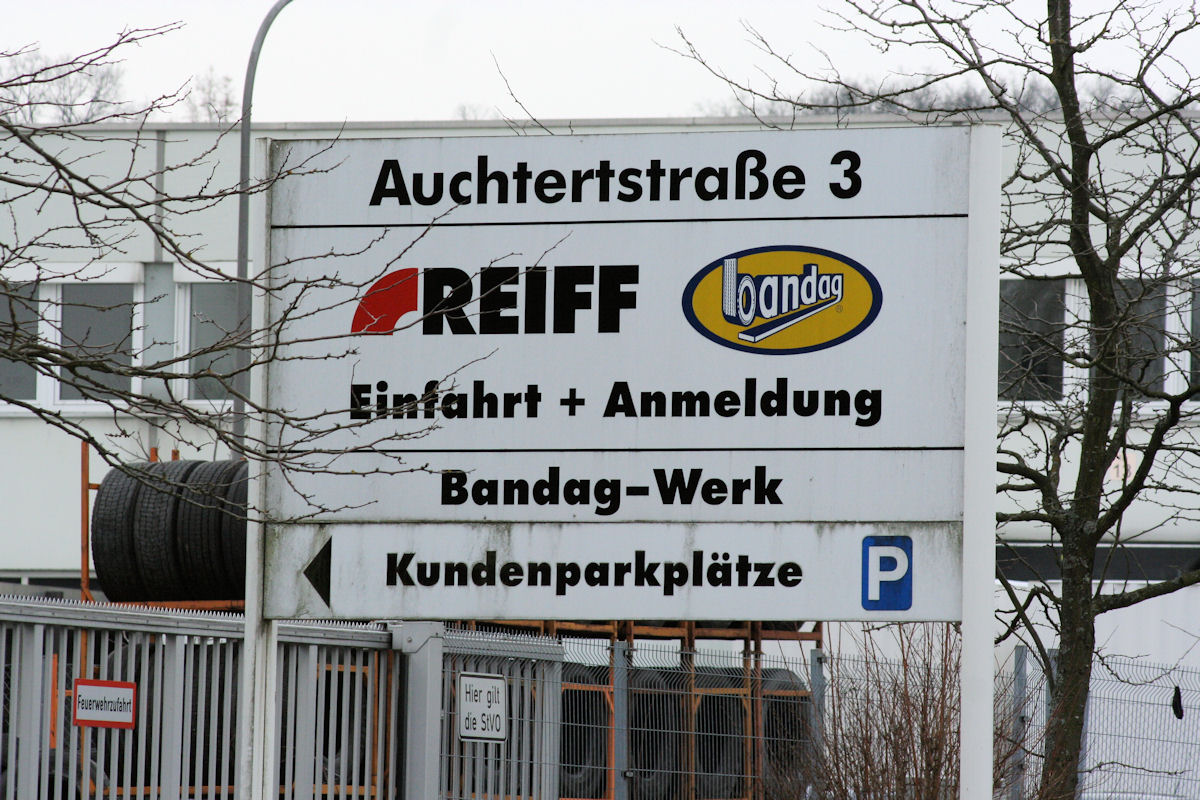 Auchtertstraße 3
REIFF bandag
Einfahrt + Anmeldung
Bandag-Werk
Kundenparkplätze P
Feuerwehrzufahrt
Hier gilt
die StVO